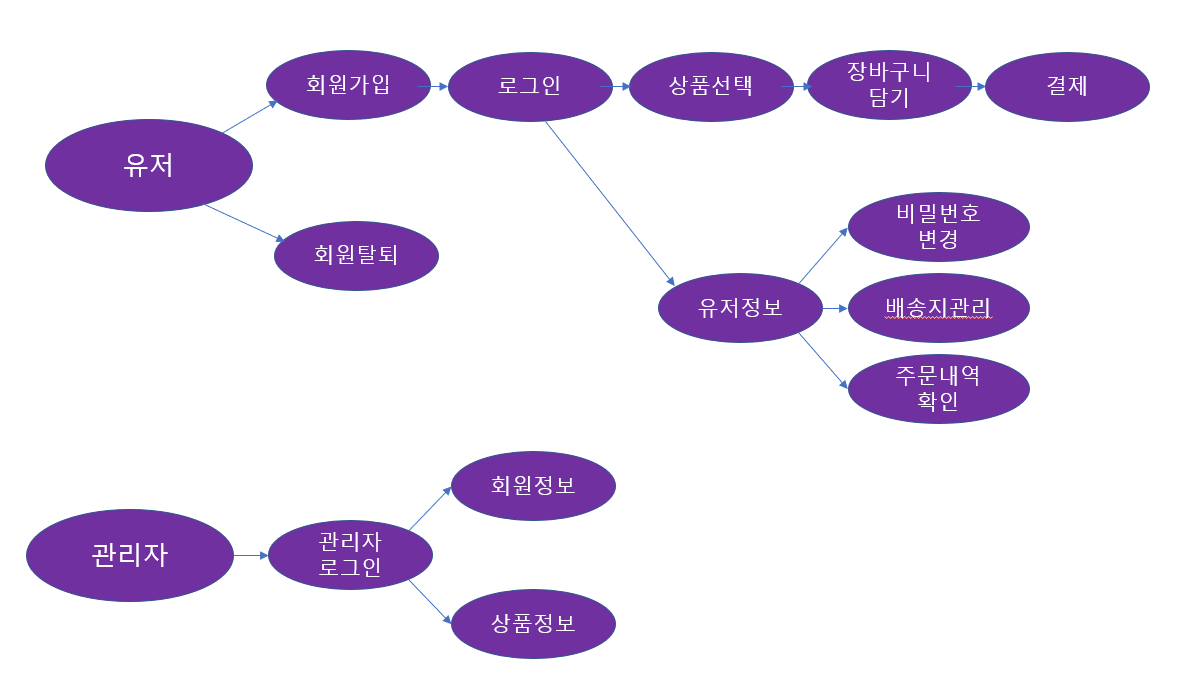 회원가입
로그인
상품선택
장바구니
담기
결제
유저
회원탈퇴
비밀번호
변경
유저정보
배송지관리
주문내역
확인
회원정보
관리자
관리자
로그인
상품정보